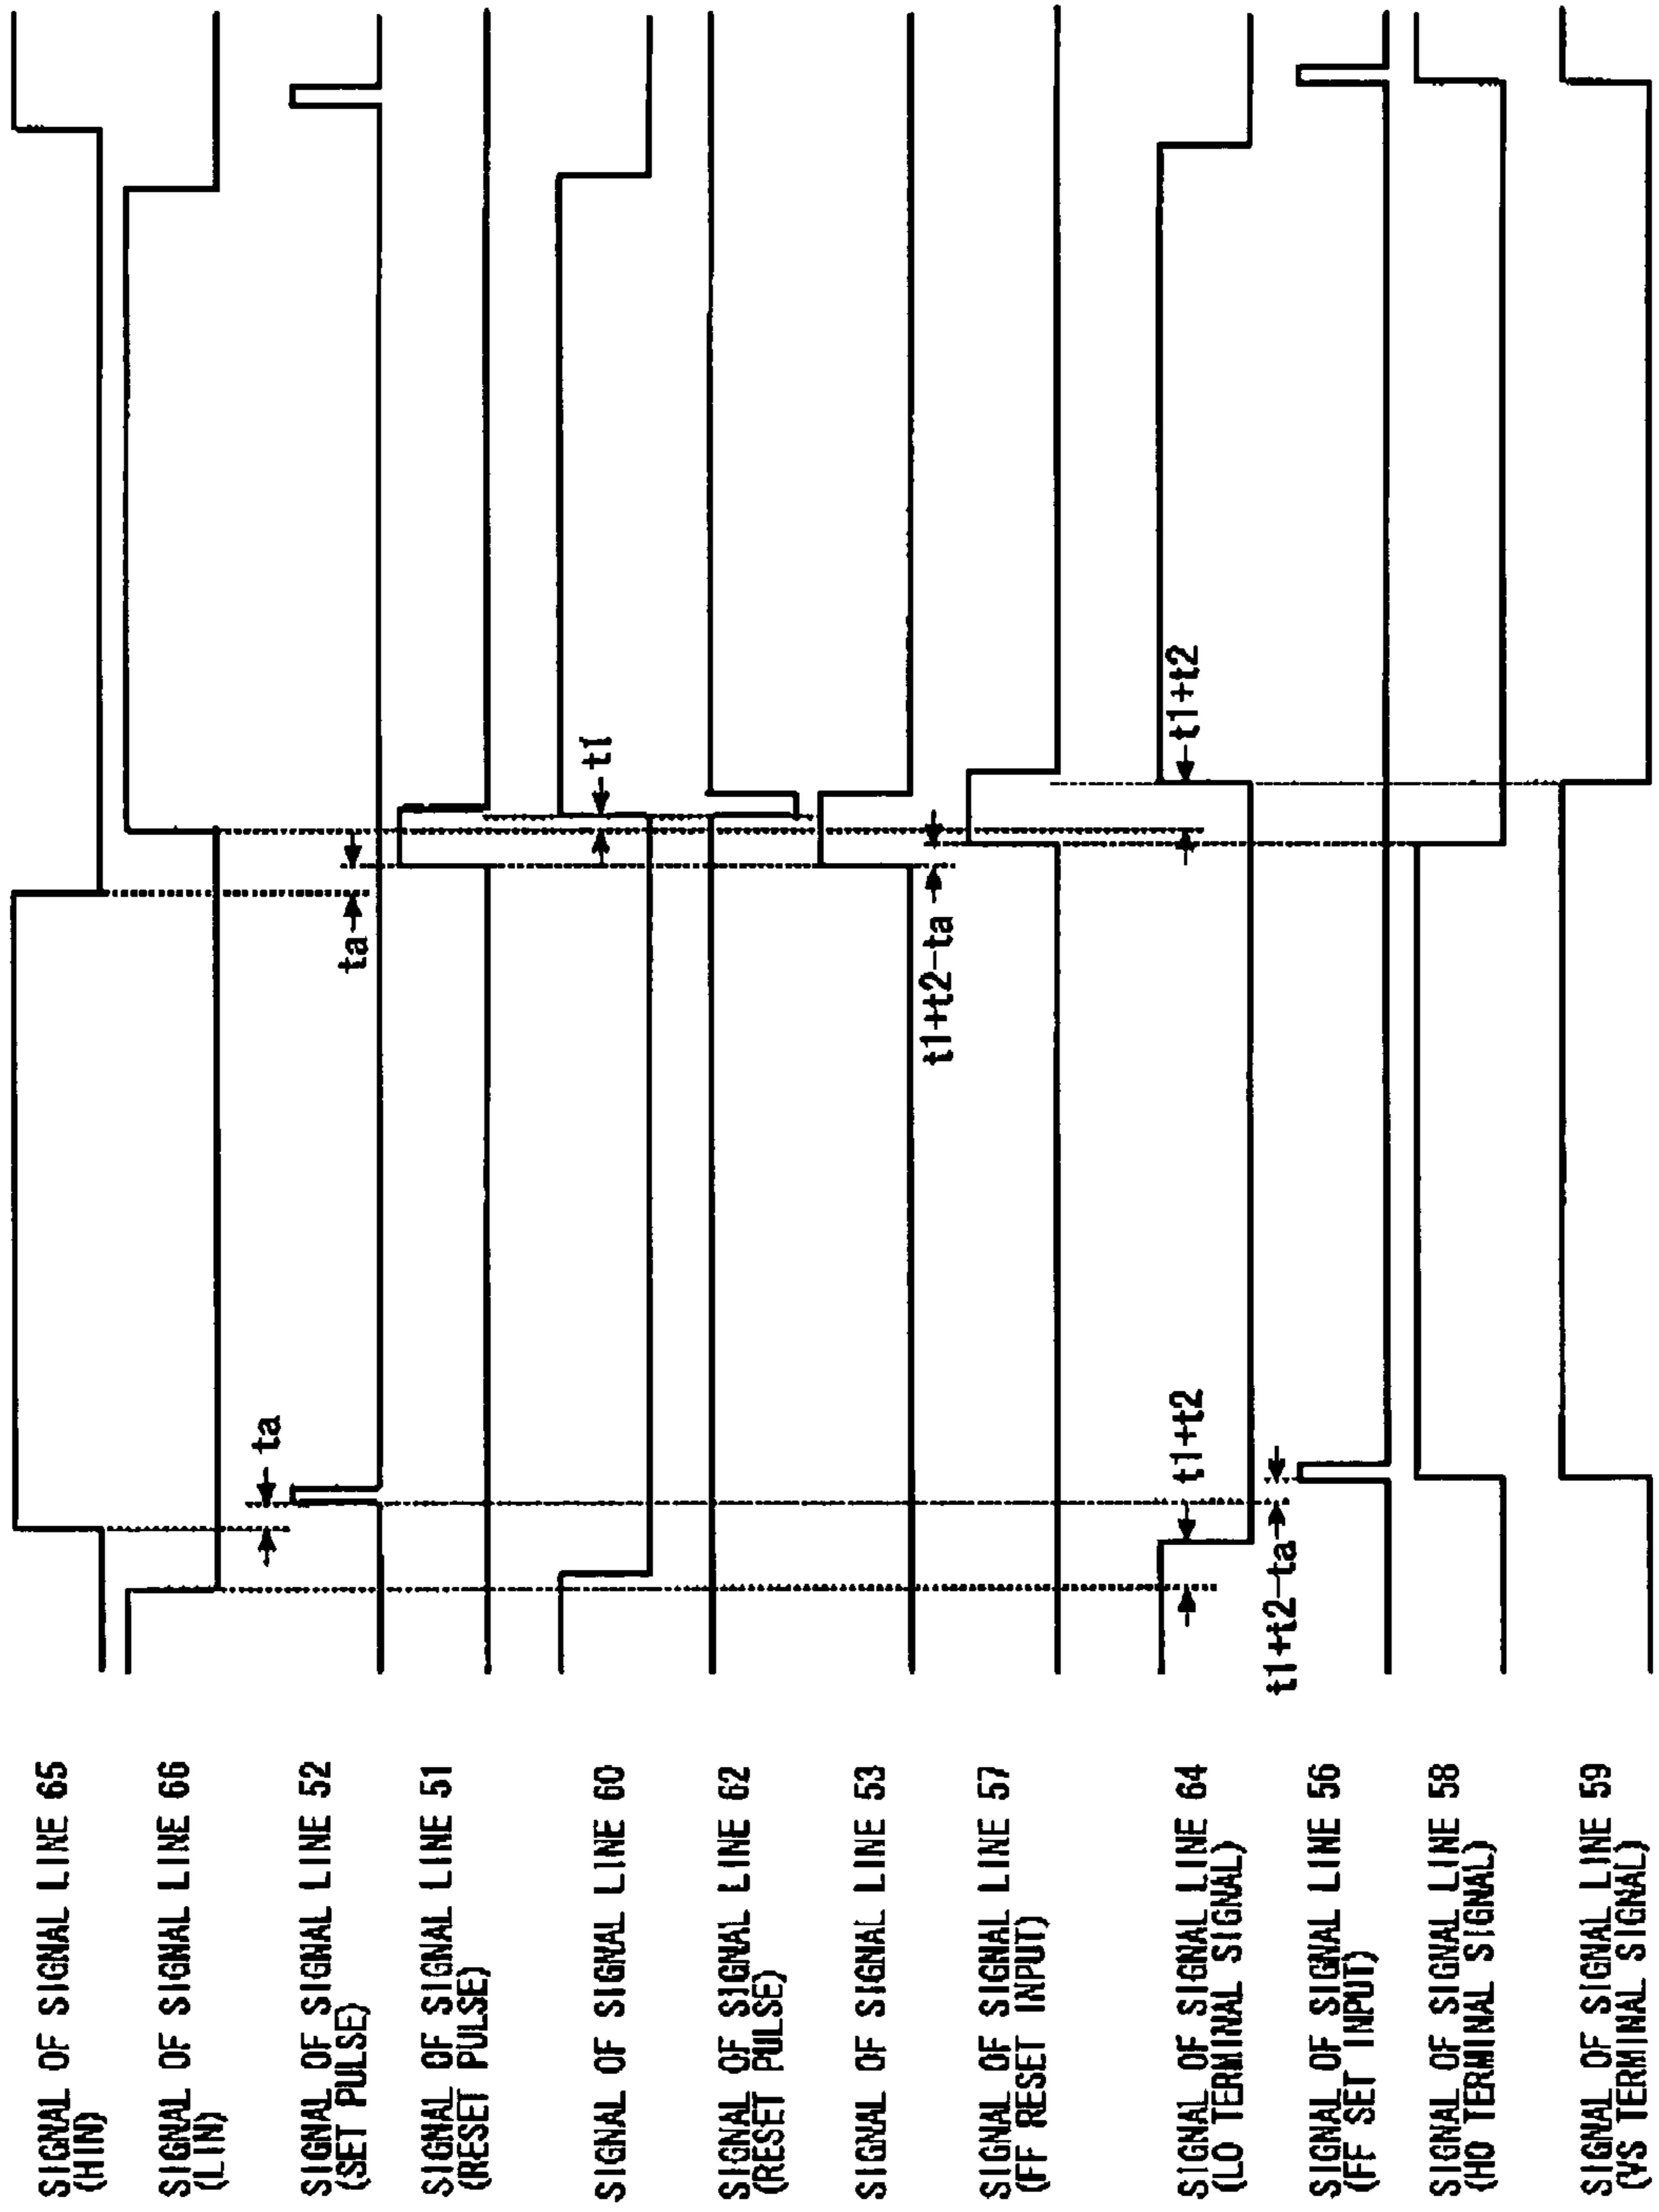 SIGNAL OF SIGNAL LINE 65
(HIN)
SIGNAL OF SIGNAL LINE 66
(LIN)
SIGNAL OF SIGNAL LINE 52
(SET PULSE)
SIGNAL OF SIGNAL LINE 51
(RESET PULSE)
SIGNAL OF SIGNAL LINE 60
SIGNAL OF SIGNAL LINE 62
(RESET PULSE)
SIGNAL OF SIGNAL LINE 53
SIGNAL OF SIGNAL LINE 57
(FF RESET INPUT)
SIGNAL OF SIGNAL LINE 64
(LO TERMINAL SIGNAL)
SIGNAL OF SIGNAL LINE 56
(FF SET INPUT)
SIGNAL OF SIGNAL LINE 58
(HO TERMINAL SIGNAL)
SIGNAL OF SIGNAL LINE 59
(VS TERMINAL SIGNAL)
ta
ta
t1
t1+t2-ta
t1+t2
t1+t2
t1+t2-ta